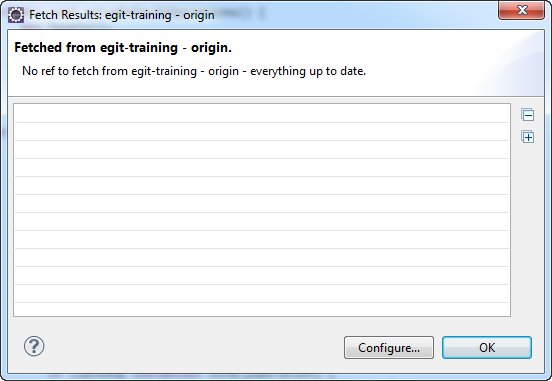 Fetch Results: egit-training - origin
Fetched from egit-training - origin.
No ref to fetch from egit-training - origin - everything up to date.
Configure...
OK